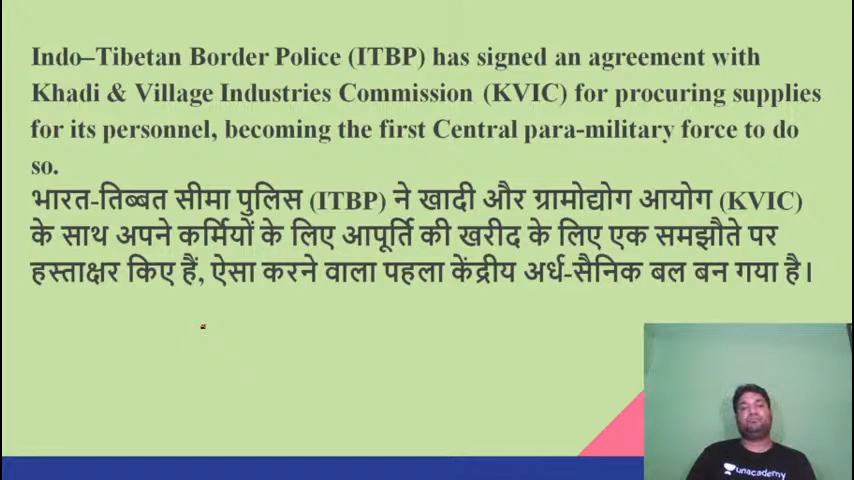 Indo–Tibetan Border Police (ITBP) has signed an agreement with
Khadi & Village Industries Commission (KVIC) for procuring supplies
for its personnel, becoming the first Central para-military force to do
so.
भारत-तिब्बत सीमा पुलिस (ITBP) ने खादी और ग्रामोद्योग आयोग (KVIC)
के साथ अपने कर्मियों के लिए आपूर्ति की खरीद के लिए एक समझौते पर
हस्ताक्षर किए हैं, ऐसा करने वाला पहला केंद्रीय अर्ध-सैनिक बल बन गया है।
unacademy